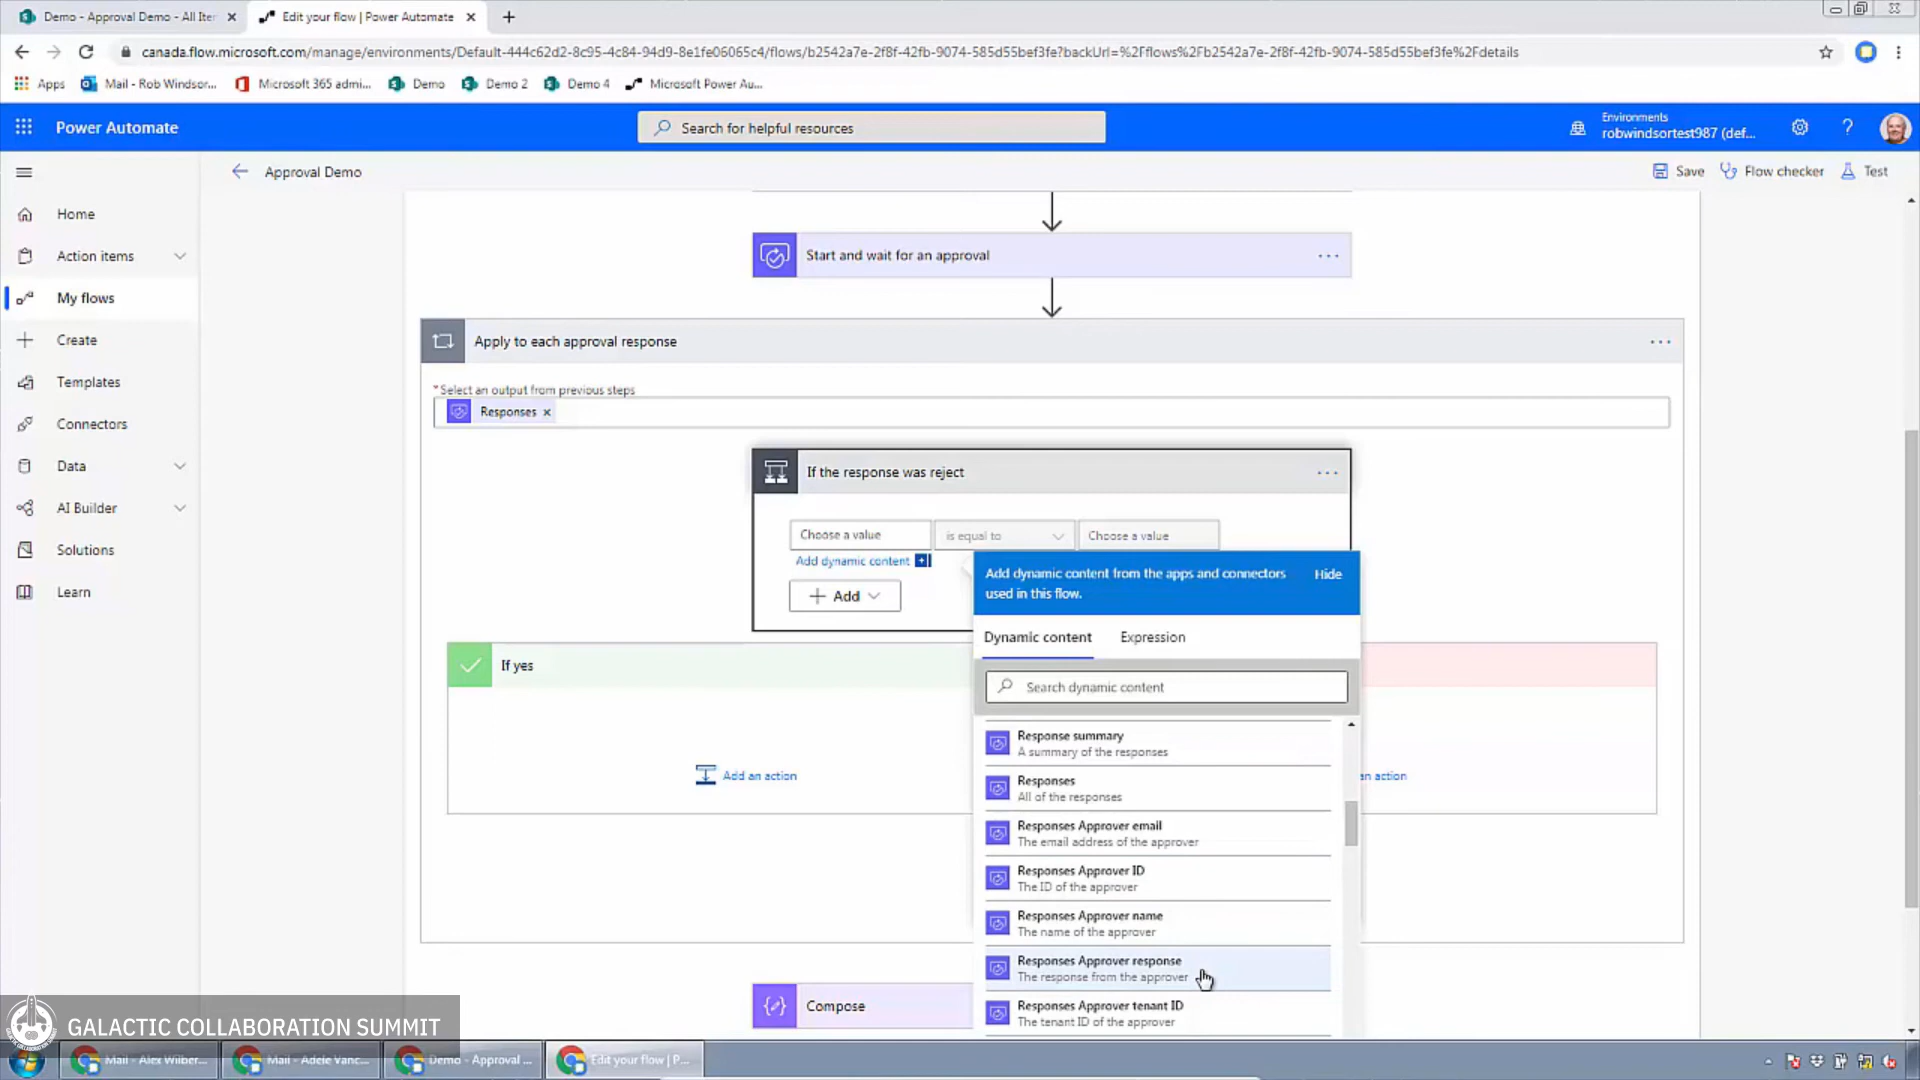 Demo - Approval Demo - All Iter
Edit your flow | Power Automate
canada.flow.microsoft.com/manage/environments/Default-444c62d2-8c95-4c84-94d9-8e1fe06065c4/flows/b2542a7e-2f8f-42fb-9074-585d55bef3fe?backUrl=%2Fflows%2Fb2542a7e-2f8f-42fb-9074-585d55bef3fe%2Fdetails
Apps
Mail - Rob Windsor...
Microsoft 365 admi...
Demo
Demo 2
Demo 4
Microsoft Power Au...
Power Automate
Search for helpful resources
Environments
robwindsortest987 (def...
Approval Demo
Save
Flow checker
Test
Home
Action items
My flows
Create
Templates
Connectors
Data
AI Builder
Solutions
Learn
Start and wait for an approval
Apply to each approval response
*Select an output from previous steps
Responses
If the response was reject
Choose a value
is equal to
Choose a value
Add dynamic content
Add
Add dynamic content from the apps and connectors
used in this flow.
Hide
Dynamic content
Expression
Search dynamic content
If yes
Add an action
an action
Response summary
A summary of the responses
Responses
All of the responses
Responses Approver email
The email address of the approver
Responses Approver ID
The ID of the approver
Responses Approver name
The name of the approver
Responses Approver response
The response from the approver
Responses Approver tenant ID
The tenant ID of the approver
Compose
GALACTIC COLLABORATION SUMMIT
Mail - Alex Wilber...
Mail - Adele Vanc...
Demo - Approval ...
Edit your flow | P...